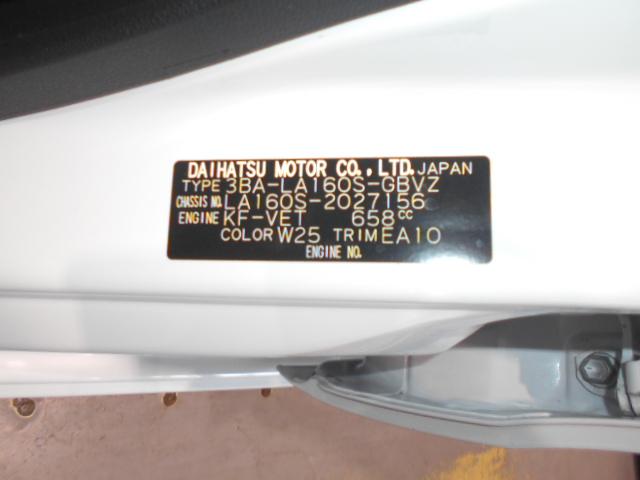 DAIHATSU MOTOR CO., LTD. JAPAN
TYPE 3BA-LA160S-GBVZ
CHASSIS NO. LA160S-2027156
ENGINE KF-VET 658cc
COLOR W25 TRIM EA10
ENGINE NO.